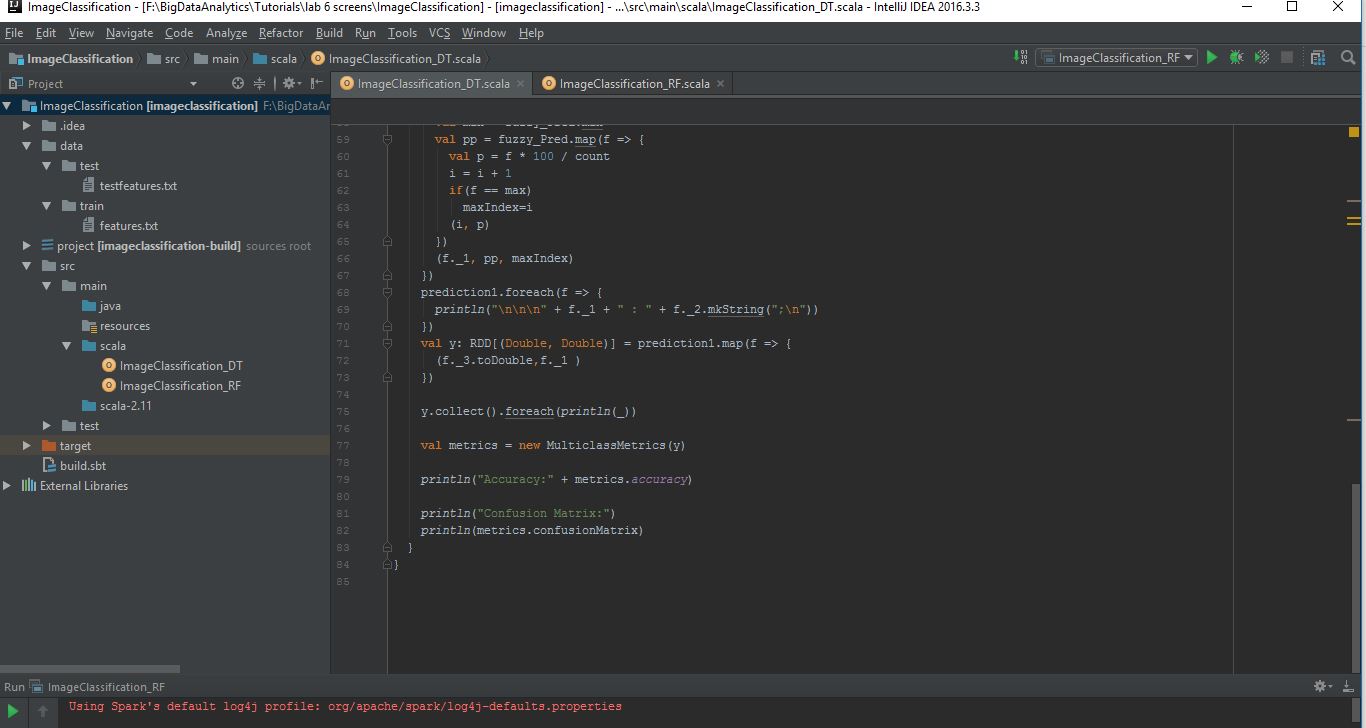 ImageClassification - [F:\BigDataAnalytics\Tutorials\lab 6 screens\ImageClassification] - [imageclassification] - ...\src\main\scala\ImageClassification_DT.scala - IntelliJ IDEA 2016.3.3
File Edit View Navigate Code Analyze Refactor Build Run Tools VCS Window Help
ImageClassification src main scala ImageClassification_DT.scala ImageClassification_RF
Project ImageClassification_DT.scala ImageClassification_RF.scala
ImageClassification [imageclassification] F:\BigDataAr
.idea
data
test
testfeatures.txt
train
features.txt
project [imageclassification-build] sources root
src
main
java
resources
scala
ImageClassification_DT
ImageClassification_RF
scala-2.11
test
target
build.sbt
External Libraries
59 val pp = fuzzy_Pred.map(f => {
60 val p = f * 100 / count
61 i = i + 1
62 if(f == max)
63 maxIndex=i
64 (i, p)
65 })
66 (f._1, pp, maxIndex)
67 })
68 prediction1.foreach(f => {
69 println("\n\n\n" + f._1 + " : " + f._2.mkString(";\n"))
70 })
71 val y: RDD[(Double, Double)] = prediction1.map(f => {
72 (f._3.toDouble,f._1 )
73 })
74
75 y.collect().foreach(println(_))
76
77 val metrics = new MulticlassMetrics(y)
78
79 println("Accuracy:" + metrics.accuracy)
80
81 println("Confusion Matrix:")
82 println(metrics.confusionMatrix)
83 }
84 }
85
Run ImageClassification_RF
Using Spark's default log4j profile: org/apache/spark/log4j-defaults.properties